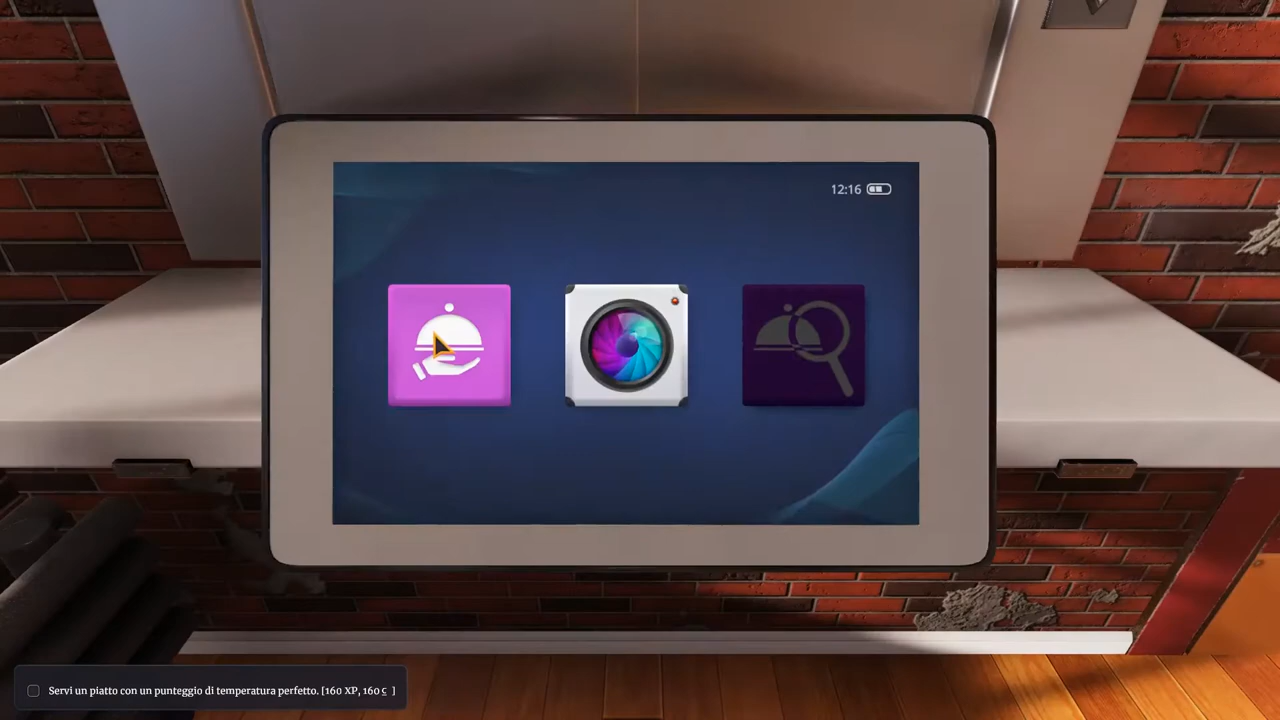 12:16
Servi un piatto con un punteggio di temperatura perfetto. [160 XP, 160 ₵ ]